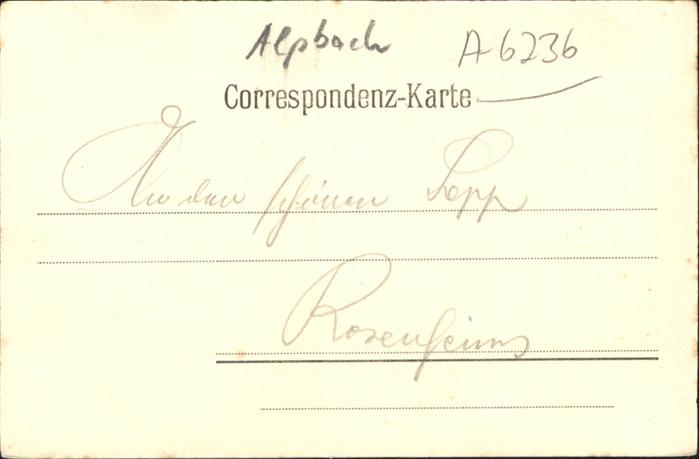 Alpbach A6236
Correspondenz-Karte
An den schönen Sepp
Rosenheim